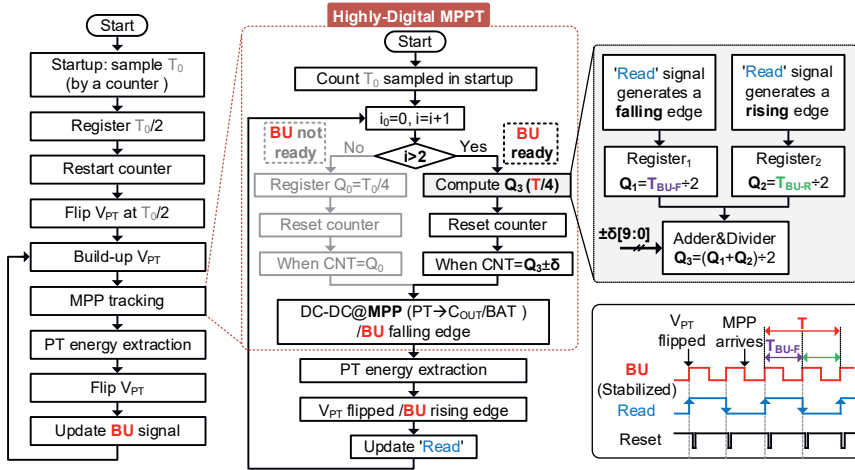 Start
Startup: sample T0
(by a counter )
Register T0/2
Restart counter
Flip VPT at T0/2
Build-up VPT
MPP tracking
PT energy extraction
Flip VPT
Update BU signal
Highly-Digital MPPT
Start
Count T0 sampled in startup
i0=0, i=i+1
BU not
ready
No
i>2
Yes
BU
ready
Register Q0=T0/4
Reset counter
When CNT=Q0
Compute Q3 (T/4)
Reset counter
When CNT=Q3±δ
DC-DC@MPP (PT→COUT/BAT )
/BU falling edge
PT energy extraction
VPT flipped /BU rising edge
Update 'Read'
'Read' signal
generates a
falling edge
'Read' signal
generates a
rising edge
Register1
Q1=TBU-F÷2
Register2
Q2=TBU-R÷2
±δ[9:0]
Adder&Divider
Q3=(Q1+Q2)÷2
VPT
flipped
MPP
arrives
T
TBU-F
BU
(Stabilized)
Read
Reset